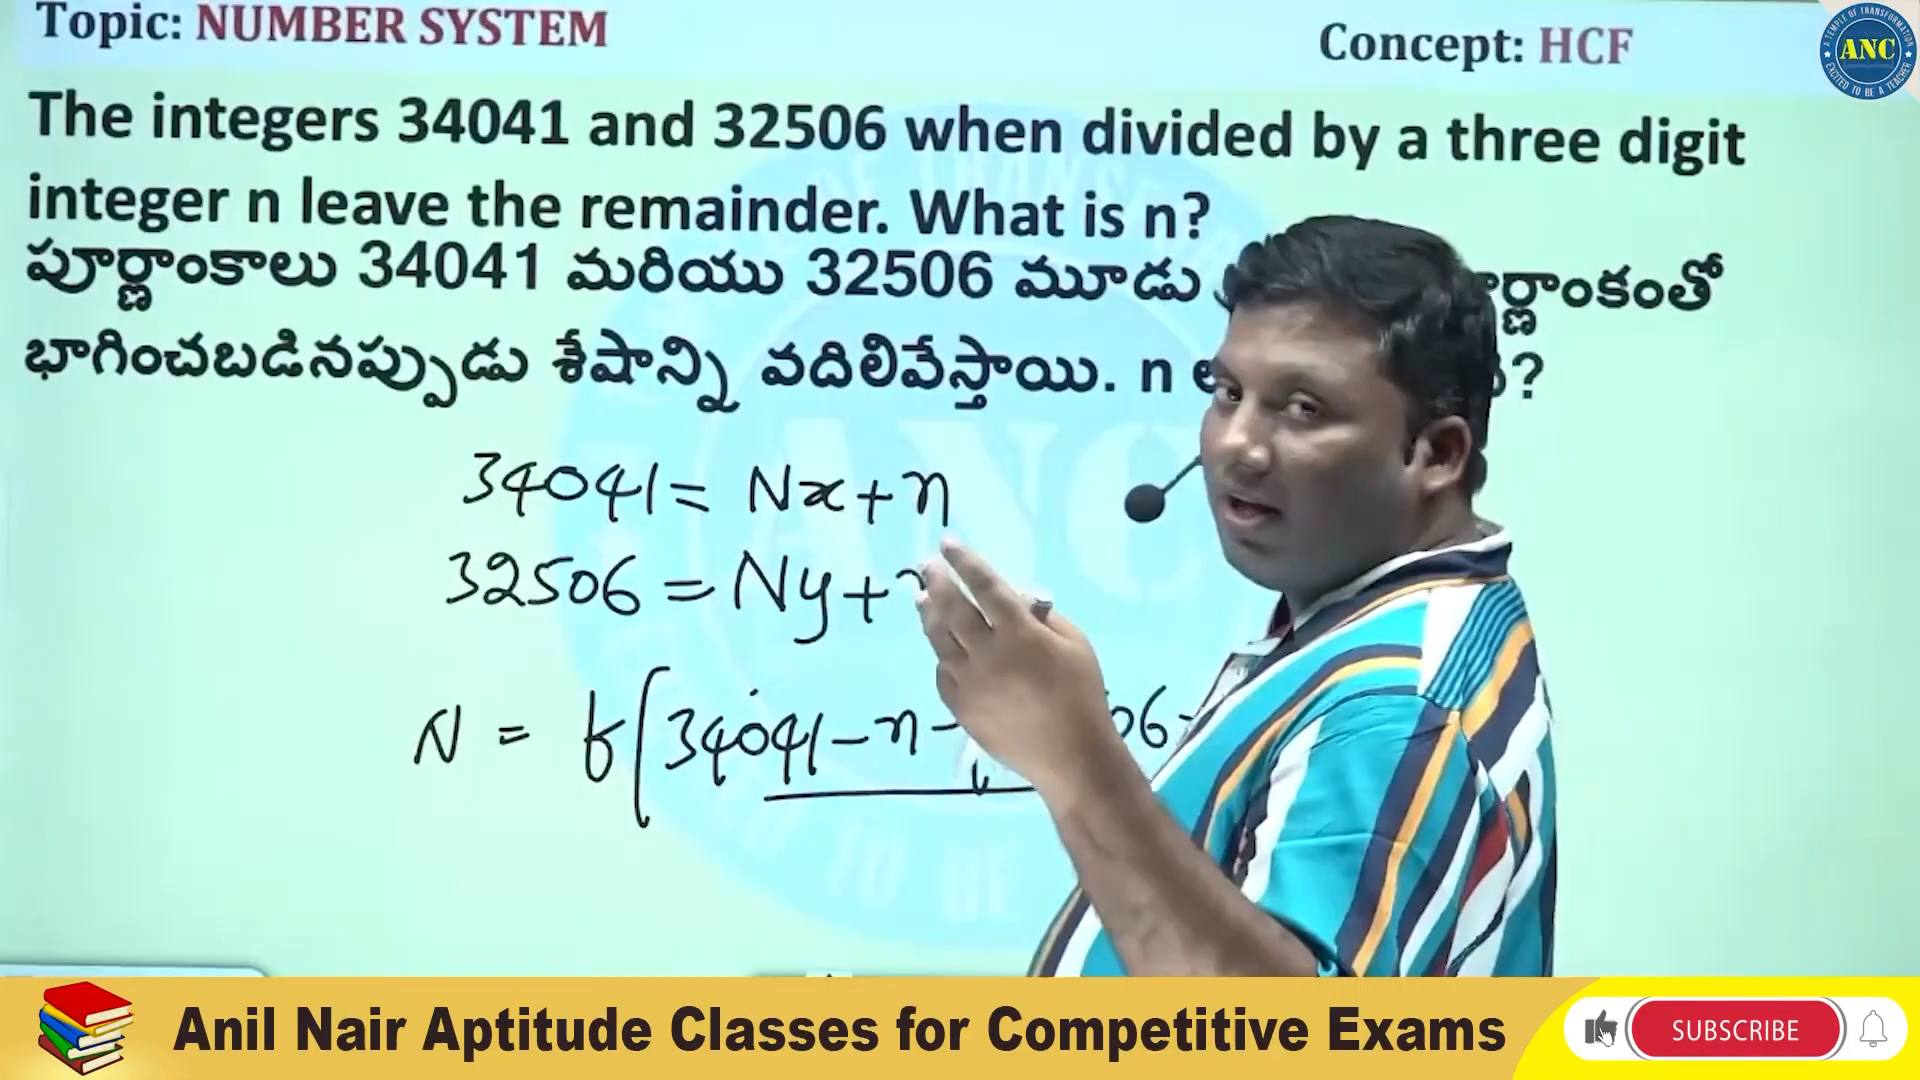 Topic: NUMBER SYSTEM
Concept: HCF
ANC
The integers 34041 and 32506 when divided by a three digit
integer n leave the remainder. What is n?
పూర్ణాంకాలు 34041 మరియు 32506 మూడు
భాగించబడినప్పుడు శేషాన్ని వదిలివేస్తాయి. n
34041 = Nx + n
32506 = Ny +
N = f[34041 - n - 06 -
Anil Nair Aptitude Classes for Competitive Exams
SUBSCRIBE